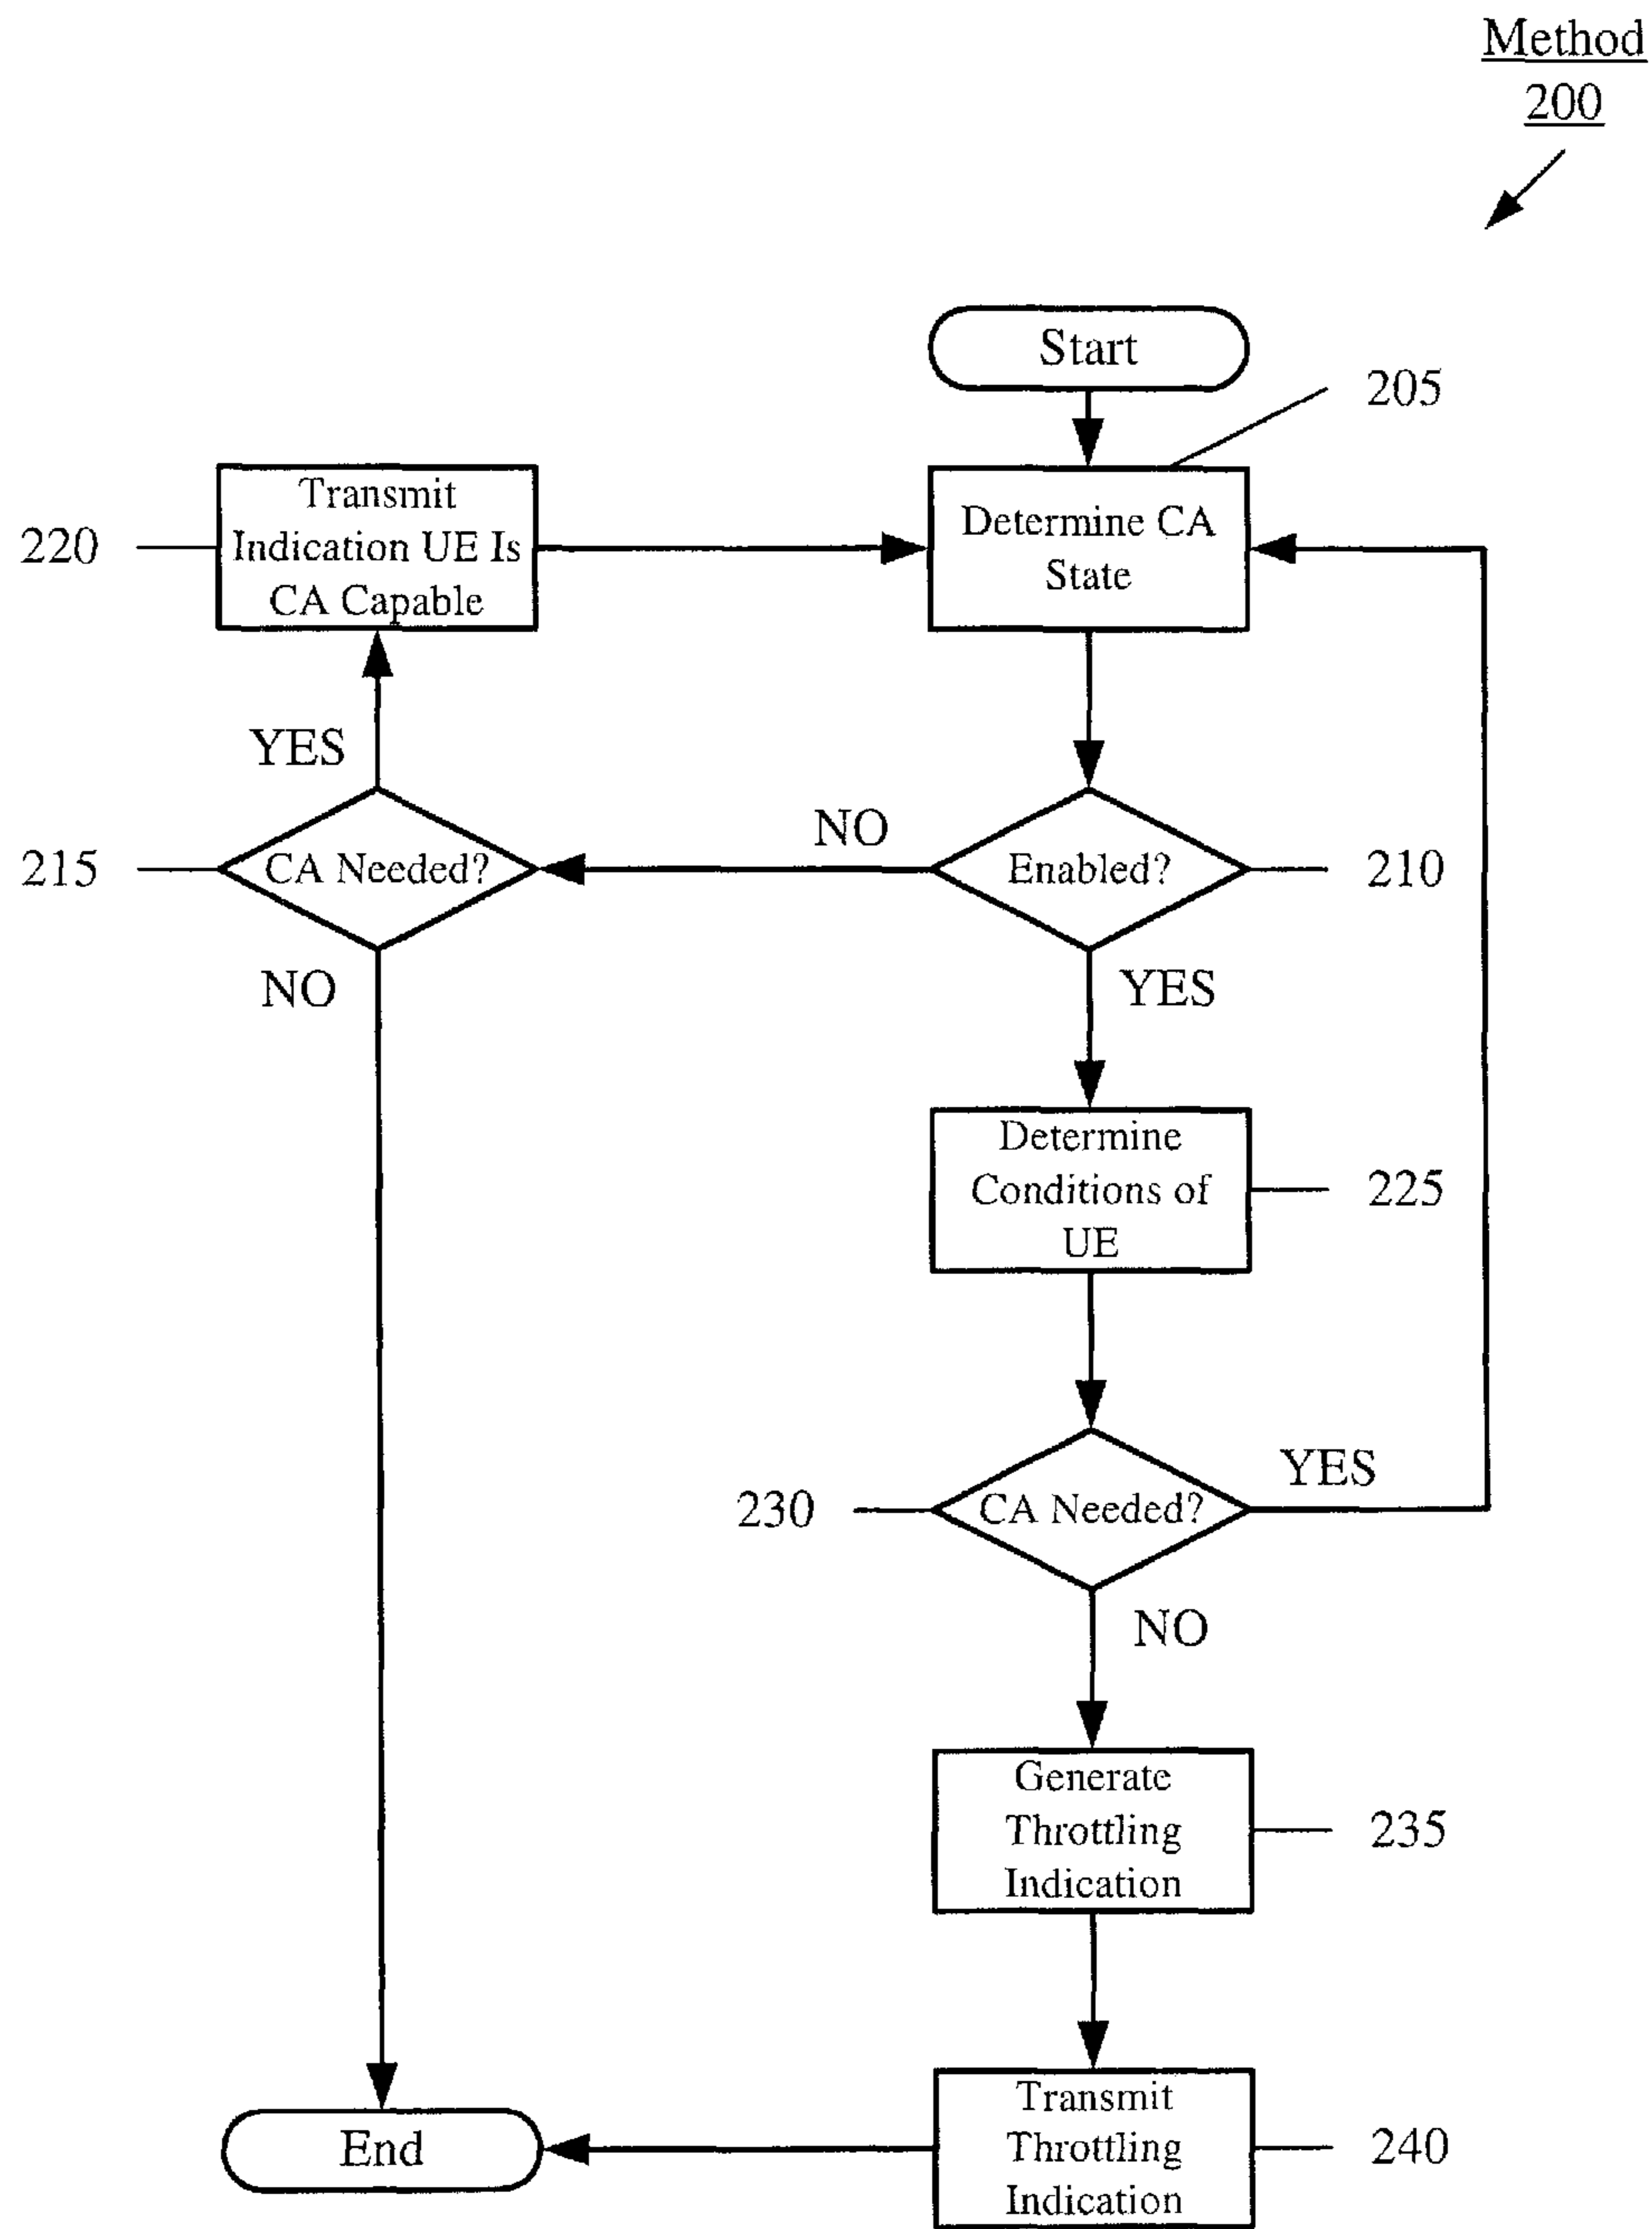 Method
200
Start
205
Transmit
Indication UE Is
CA Capable
220
Determine CA
State
YES
NO
215
CA Needed?
Enabled?
210
NO
YES
Determine
Conditions of
UE
225
230
CA Needed?
YES
NO
Generate
Throttling
Indication
235
End
Transmit
Throttling
Indication
240